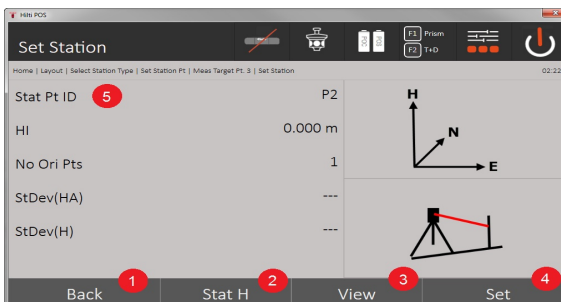 Hilti POS
Set Station
POC
POS
F1 Prism
F2 T+D
Home | Layout | Select Station Type | Set Station Pt | Meas Target Pt. 3 | Set Station
02:22
Stat Pt ID 5 P2
HI 0.000 m
No Ori Pts 1
StDev(HA) ---
StDev(H) ---
H
N
E
1 2 3 4
Back Stat H View Set